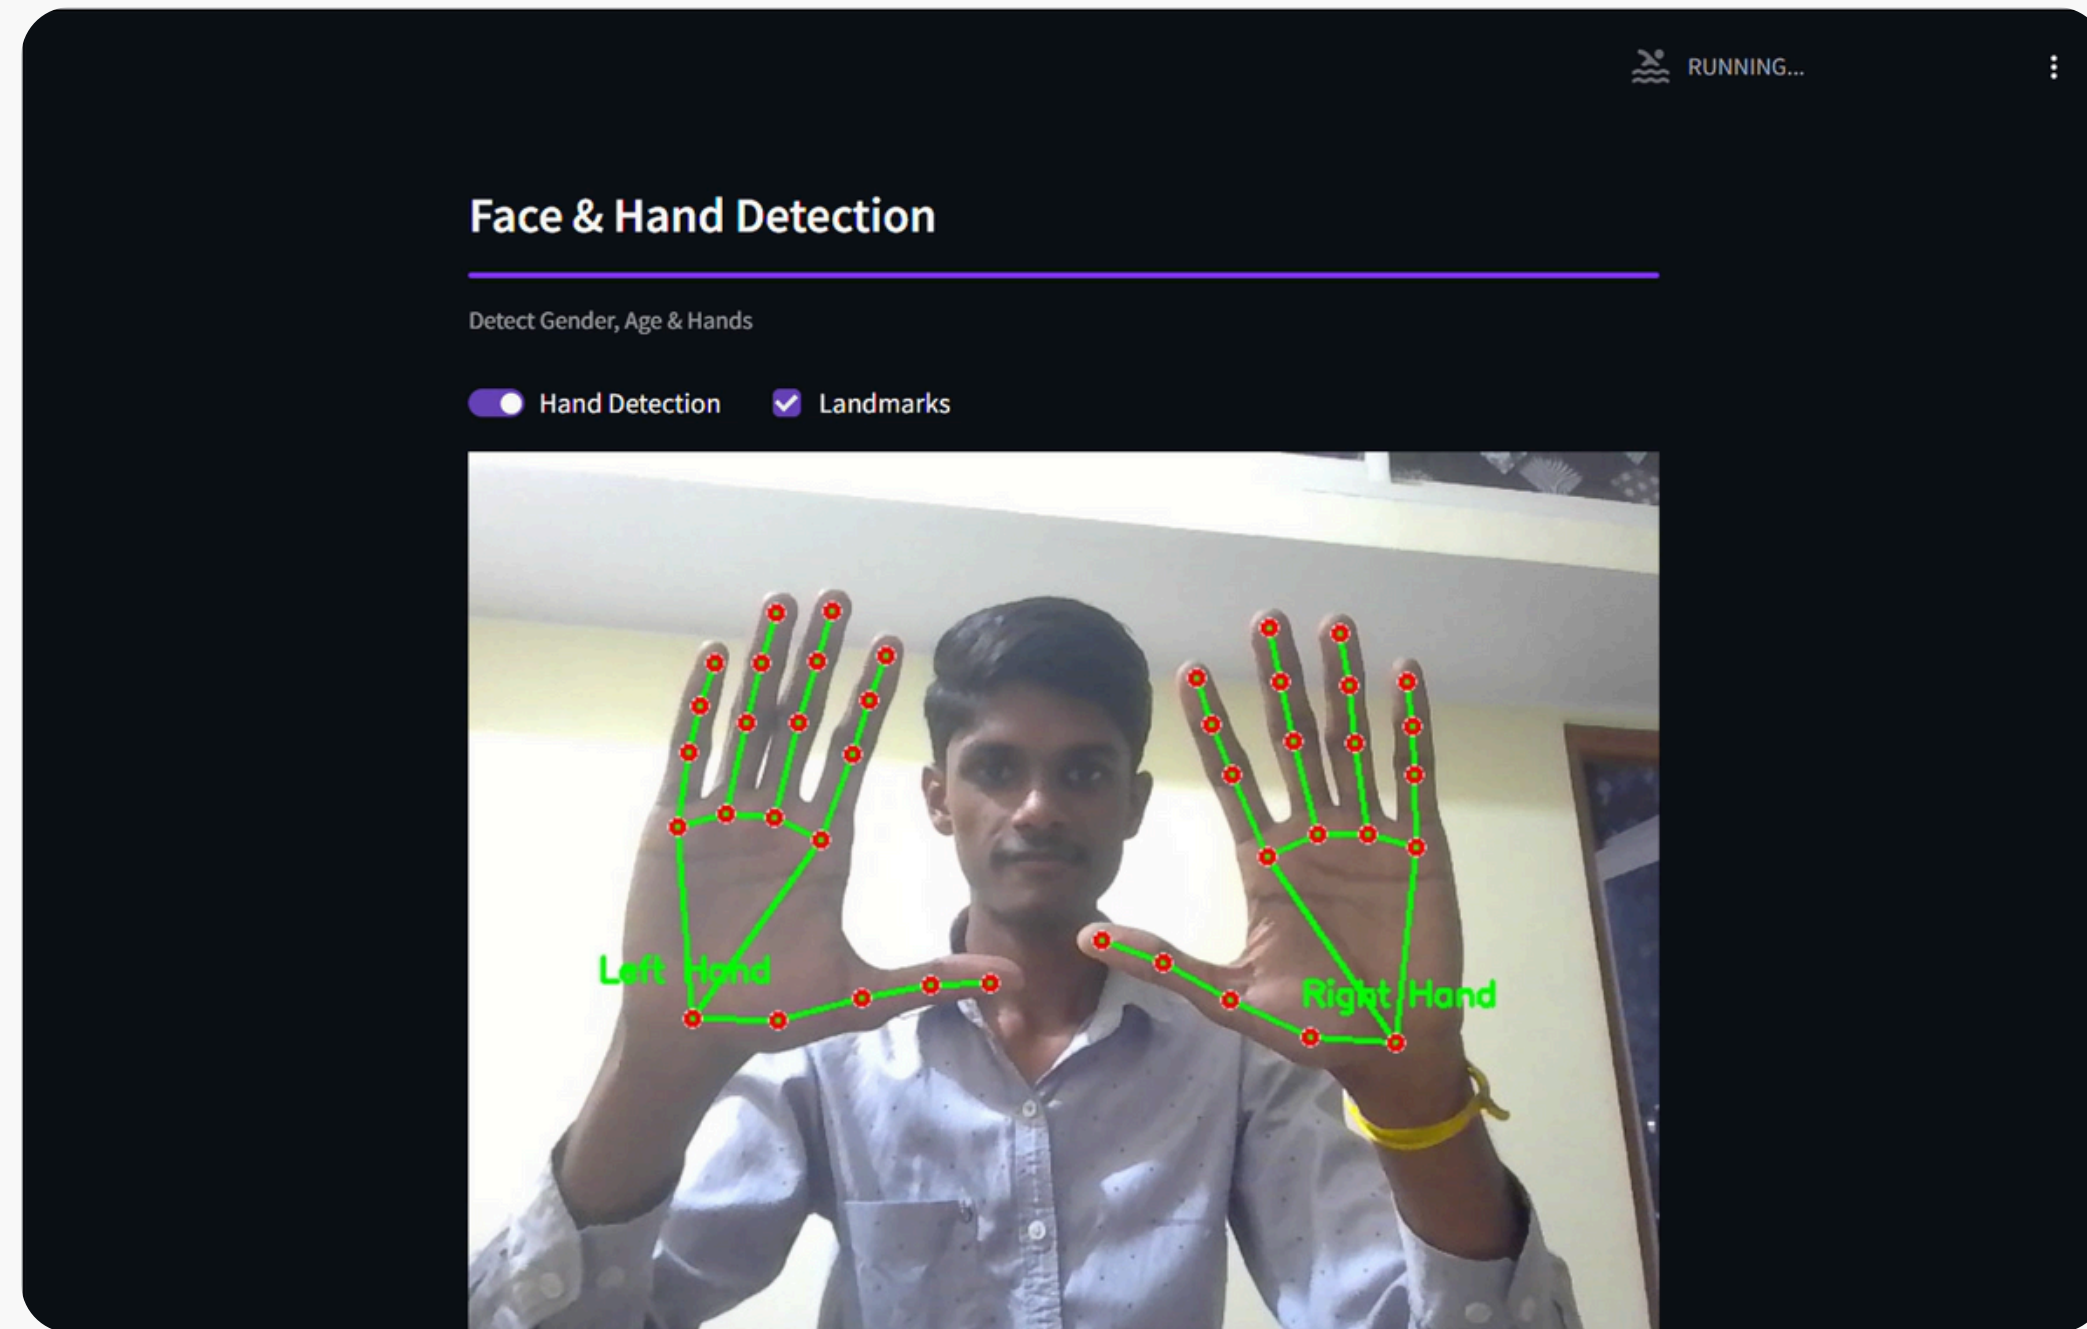 RUNNING...
Face & Hand Detection
Detect Gender, Age & Hands
Hand Detection
Landmarks
Left Hand
Right Hand